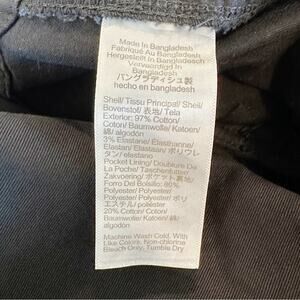 Made In Bangladesh
Fabriqué Au Bangladesh
Hergestellt In Bangladesh
Vervaardigd In
Bangladesh
バングラディシュ製
hecho en bangladesh
Shell/ Tissu Principal/ Shell/
Bovenstof/ 表地/ Tela
Exterior: 97% Cotton/
Coton/ Baumwolle/ Katoen/
綿/ algodón
3% Elastane/ Elasthanne/
Elastan/ Elastaan/ ポリウレ
タン/ elastano
Pocket Lining/ Doublure De
La Poche/ Taschenfutter/
Zakvoering/ ポケット裏地/
Forro Del Bolsillo: 80%
Polyester/ Polyester/
Polyester/ Polyester/ ポリ
エステル/ poliéster
20% Cotton/ Coton/
Baumwolle/ Katoen/ 綿/
algodón
Machine Wash Cold, With
Like Colors, Non-chlorine
Bleach Only, Tumble Dry